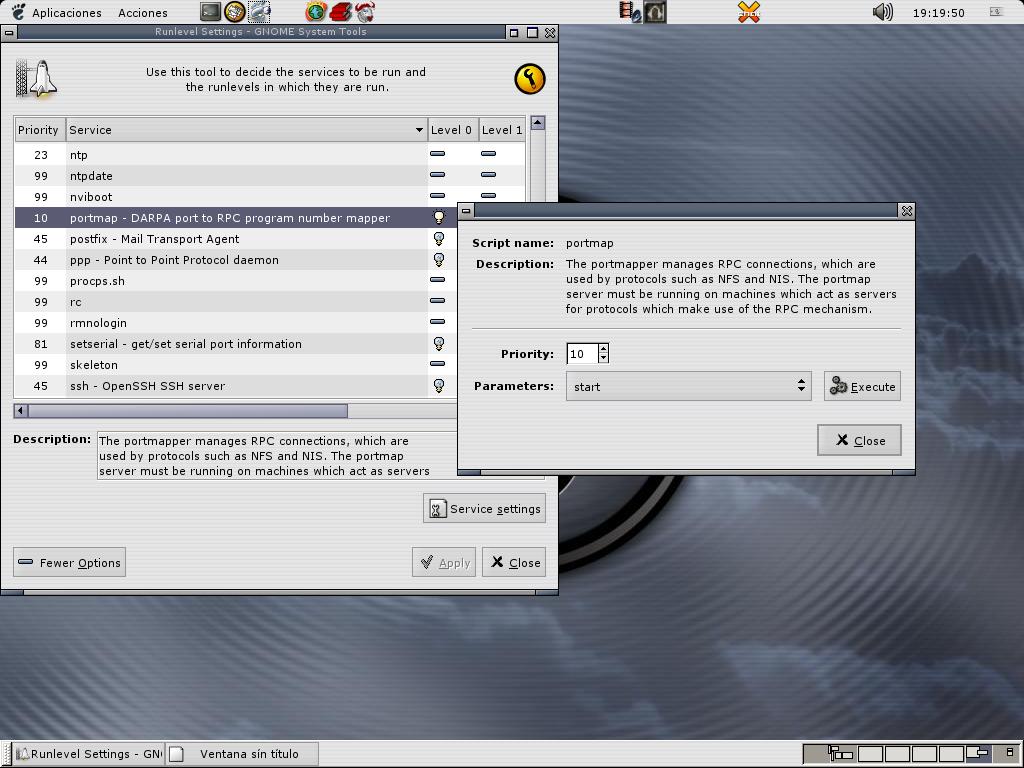 Aplicaciones Acciones 19:19:50
Runlevel Settings - GNOME System Tools
Use this tool to decide the services to be run and
the runlevels in which they are run.
Priority Service Level 0 Level 1
23 ntp
99 ntpdate
99 nviboot
10 portmap - DARPA port to RPC program number mapper
45 postfix - Mail Transport Agent
44 ppp - Point to Point Protocol daemon
99 procps.sh
99 rc
99 rmnologin
81 setserial - get/set serial port information
99 skeleton
45 ssh - OpenSSH SSH server
Description: The portmapper manages RPC connections, which are
used by protocols such as NFS and NIS. The portmap
server must be running on machines which act as servers
Service settings
Fewer Options Apply Close
Script name: portmap
Description: The portmapper manages RPC connections, which are
used by protocols such as NFS and NIS. The portmap
server must be running on machines which act as servers
for protocols which make use of the RPC mechanism.
Priority: 10
Parameters: start Execute
Close
Runlevel Settings - GN Ventana sín título